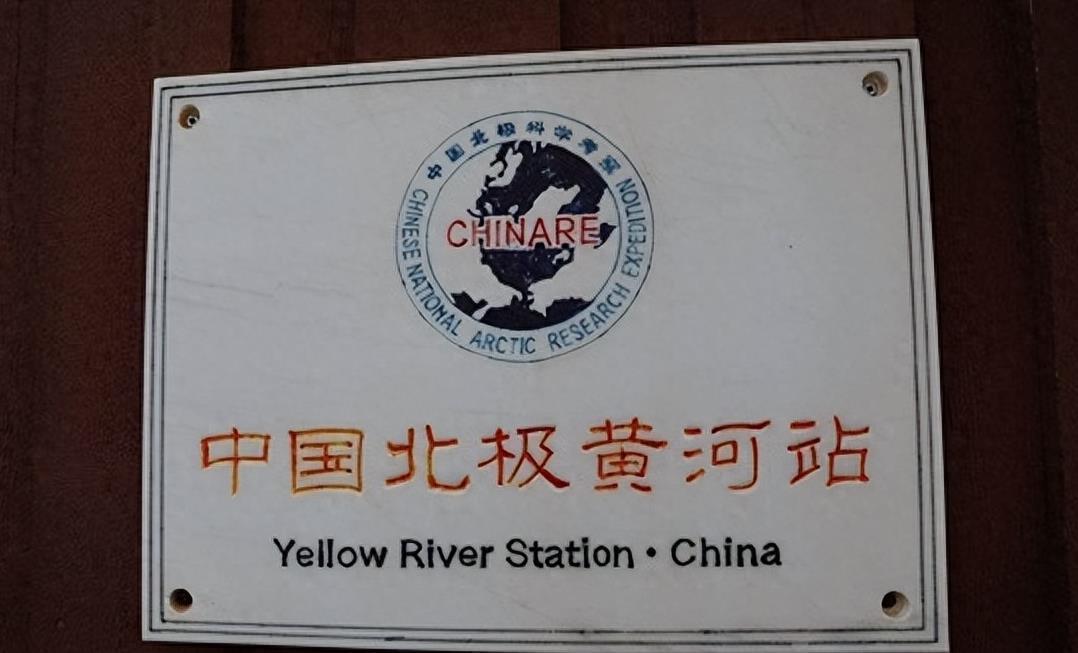 中国北极科学考察
CHINARE
CHINESE NATIONAL ARCTIC RESEARCH EXPEDITION
中国北极黄河站
Yellow River Station · China